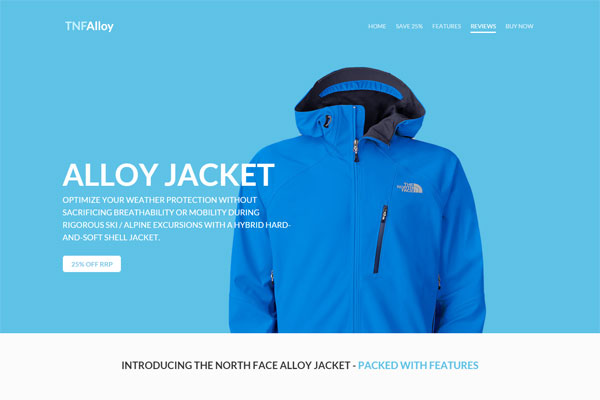 TNFAlloy
HOME SAVE 25% FEATURES REVIEWS BUY NOW
THE
NORTH
FACE
ALLOY JACKET
OPTIMIZE YOUR WEATHER PROTECTION WITHOUT
SACRIFICING BREATHABILITY OR MOBILITY DURING
RIGOROUS SKI / ALPINE EXCURSIONS WITH A HYBRID HARD-
AND-SOFT SHELL JACKET.
25% OFF RRP
INTRODUCING THE NORTH FACE ALLOY JACKET - PACKED WITH FEATURES